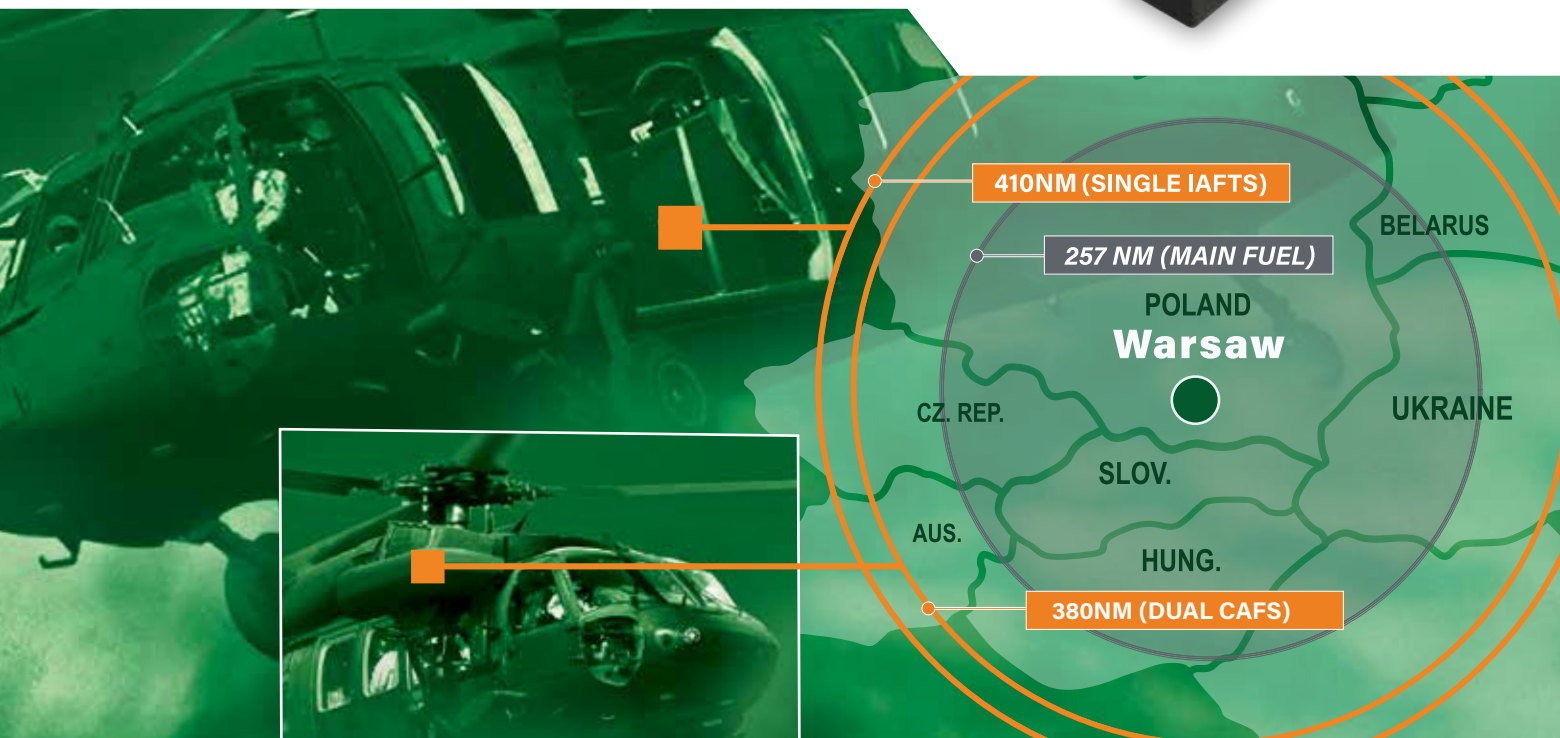 410NM (SINGLE IAFTS)
BELARUS
257 NM (MAIN FUEL)
POLAND
Warsaw
CZ. REP.
UKRAINE
SLOV.
AUS.
HUNG.
380NM (DUAL CAFS)